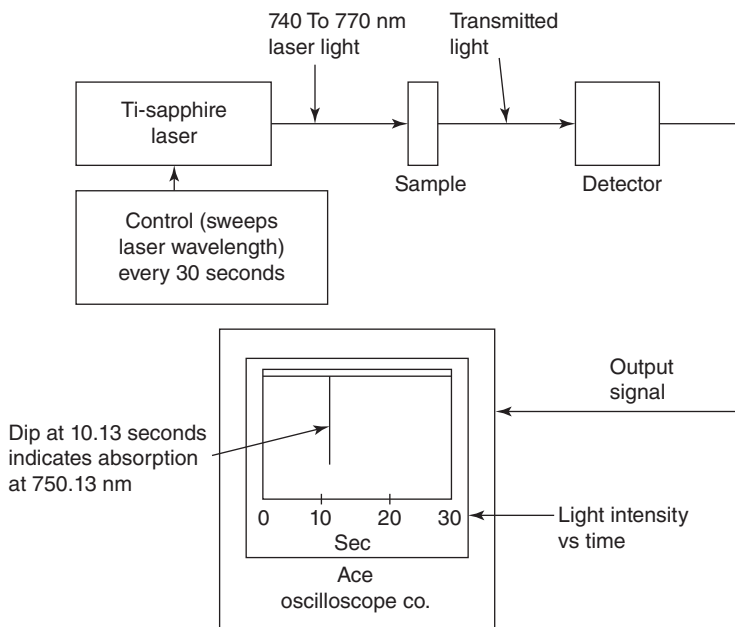 740 To 770 nm
laser light
Transmitted
light
Ti-sapphire
laser
Sample
Detector
Control (sweeps
laser wavelength)
every 30 seconds
Output
signal
Dip at 10.13 seconds
indicates absorption
at 750.13 nm
0 10 20 30
Sec
Light intensity
vs time
Ace
oscilloscope co.